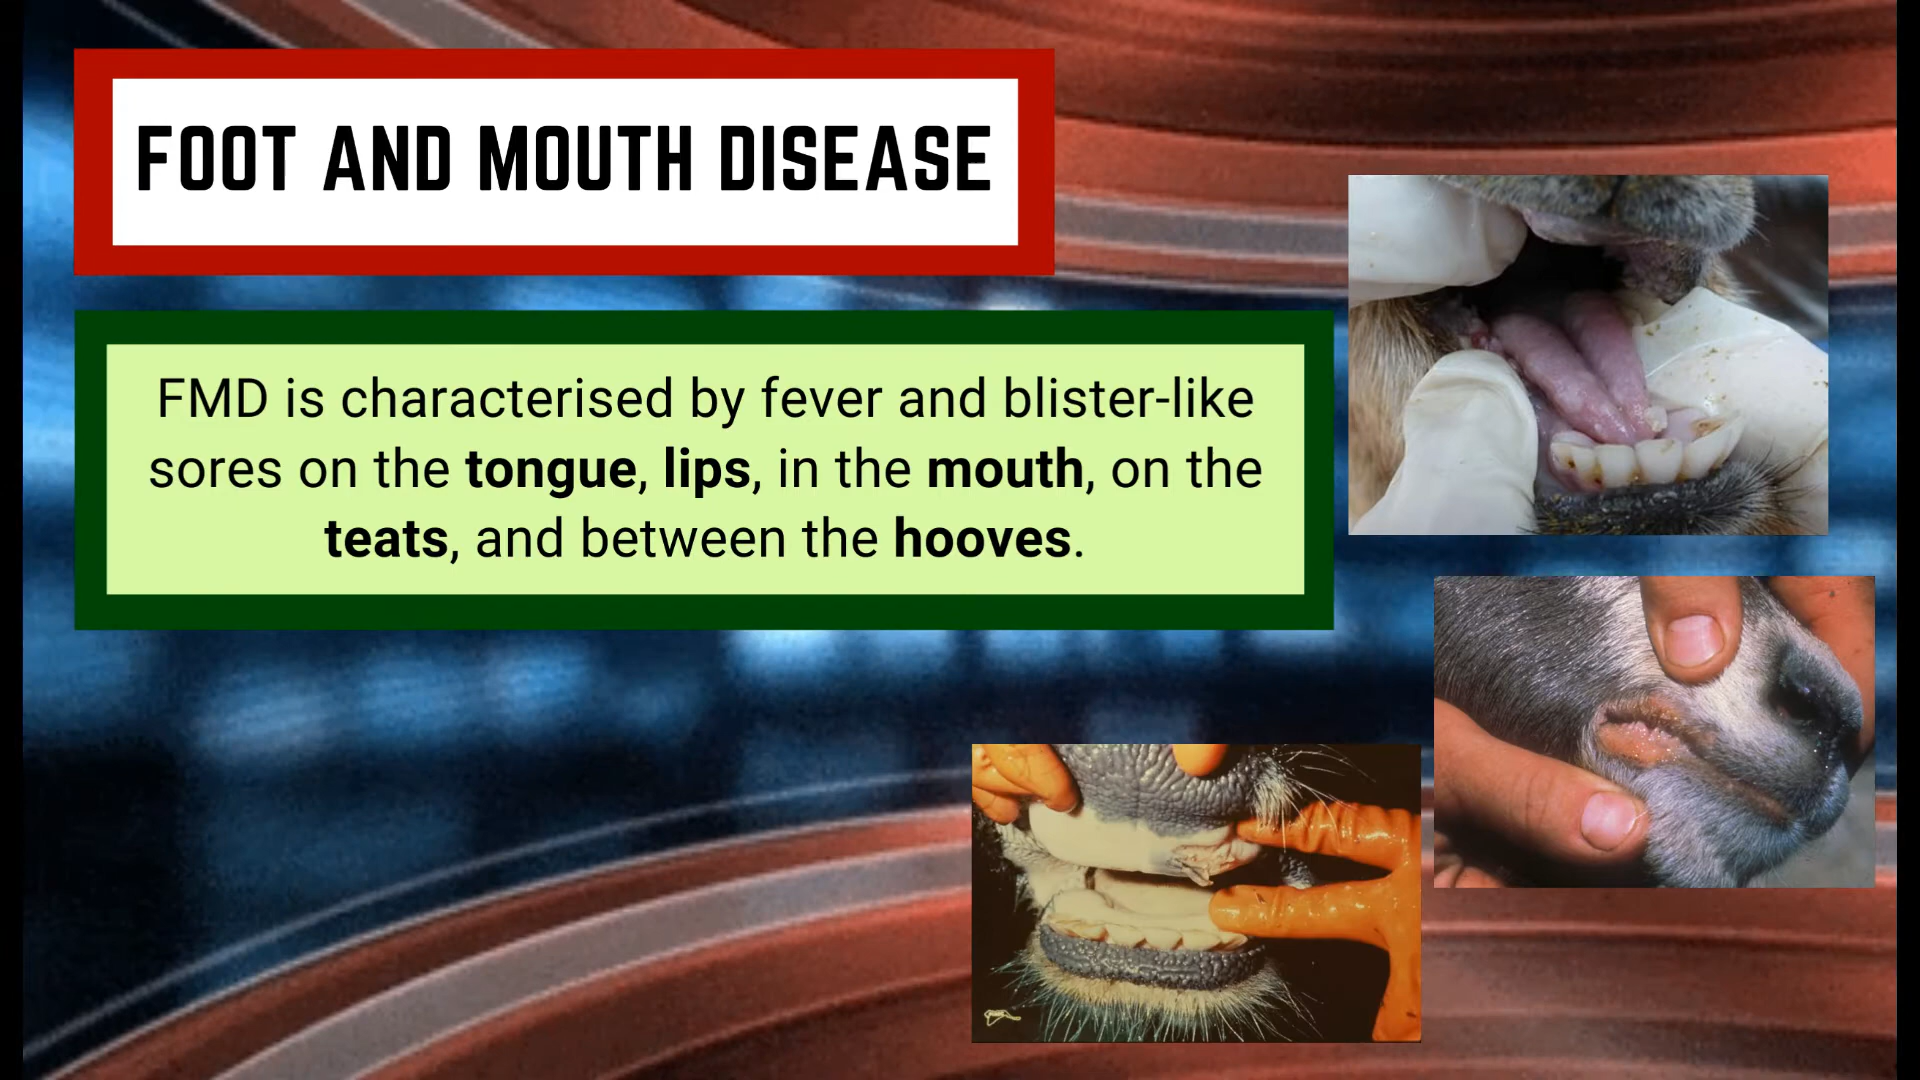 FOOT AND MOUTH DISEASE
FMD is characterised by fever and blister-like
sores on the tongue, lips, in the mouth, on the
teats, and between the hooves.